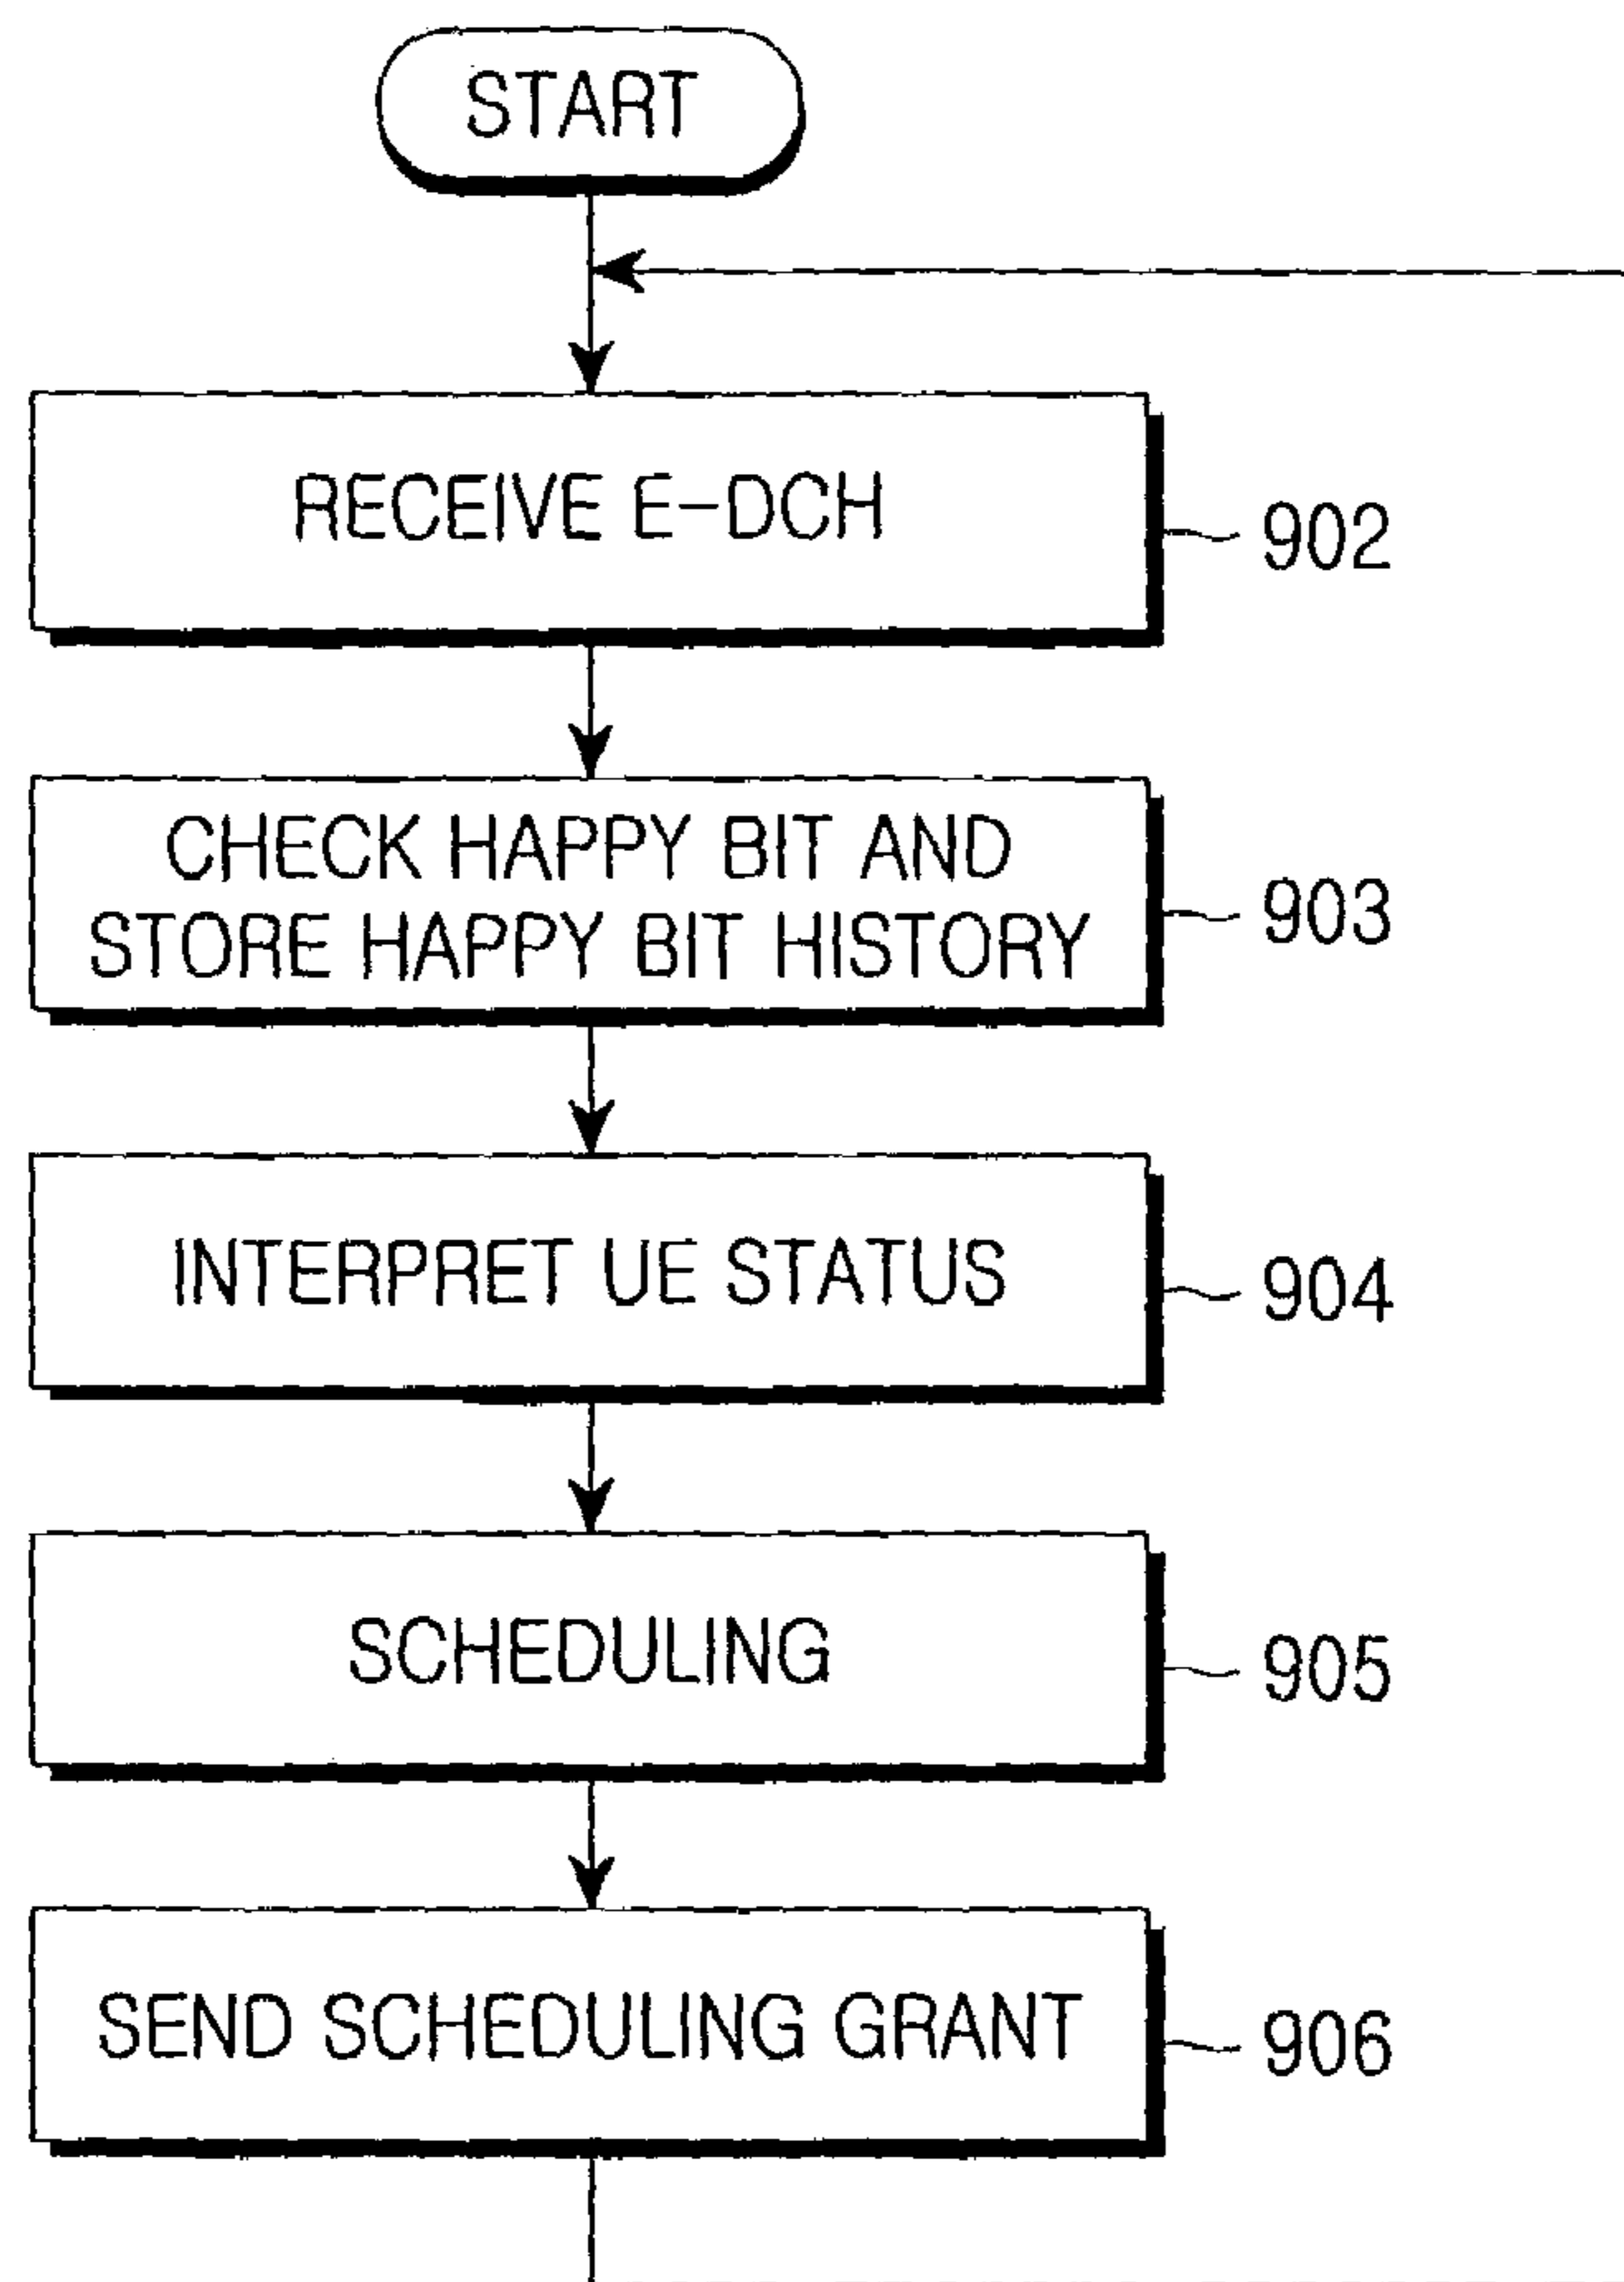 START
RECEIVE E-DCH
902
CHECK HAPPY BIT AND
STORE HAPPY BIT HISTORY
903
INTERPRET UE STATUS
904
SCHEDULING
905
SEND SCHEDULING GRANT
906